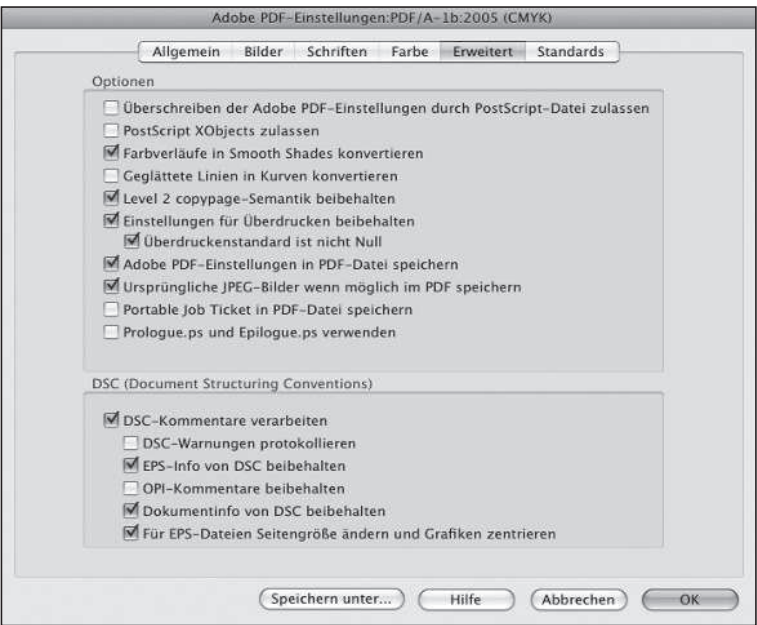 Adobe PDF-Einstellungen:PDF/A-1b:2005 (CMYK)
Allgemein Bilder Schriften Farbe Erweitert Standards
Optionen
Überschreiben der Adobe PDF-Einstellungen durch PostScript-Datei zulassen
PostScript XObjects zulassen
Farbverläufe in Smooth Shades konvertieren
Geglättete Linien in Kurven konvertieren
Level 2 copypage-Semantik beibehalten
Einstellungen für Überdrucken beibehalten
Überdruckenstandard ist nicht Null
Adobe PDF-Einstellungen in PDF-Datei speichern
Ursprüngliche JPEG-Bilder wenn möglich im PDF speichern
Portable Job Ticket in PDF-Datei speichern
Prologue.ps und Epilogue.ps verwenden
DSC (Document Structuring Conventions)
DSC-Kommentare verarbeiten
DSC-Warnungen protokollieren
EPS-Info von DSC beibehalten
OPI-Kommentare beibehalten
Dokumentinfo von DSC beibehalten
Für EPS-Dateien Seitengröße ändern und Grafiken zentrieren
Speichern unter... Hilfe Abbrechen OK